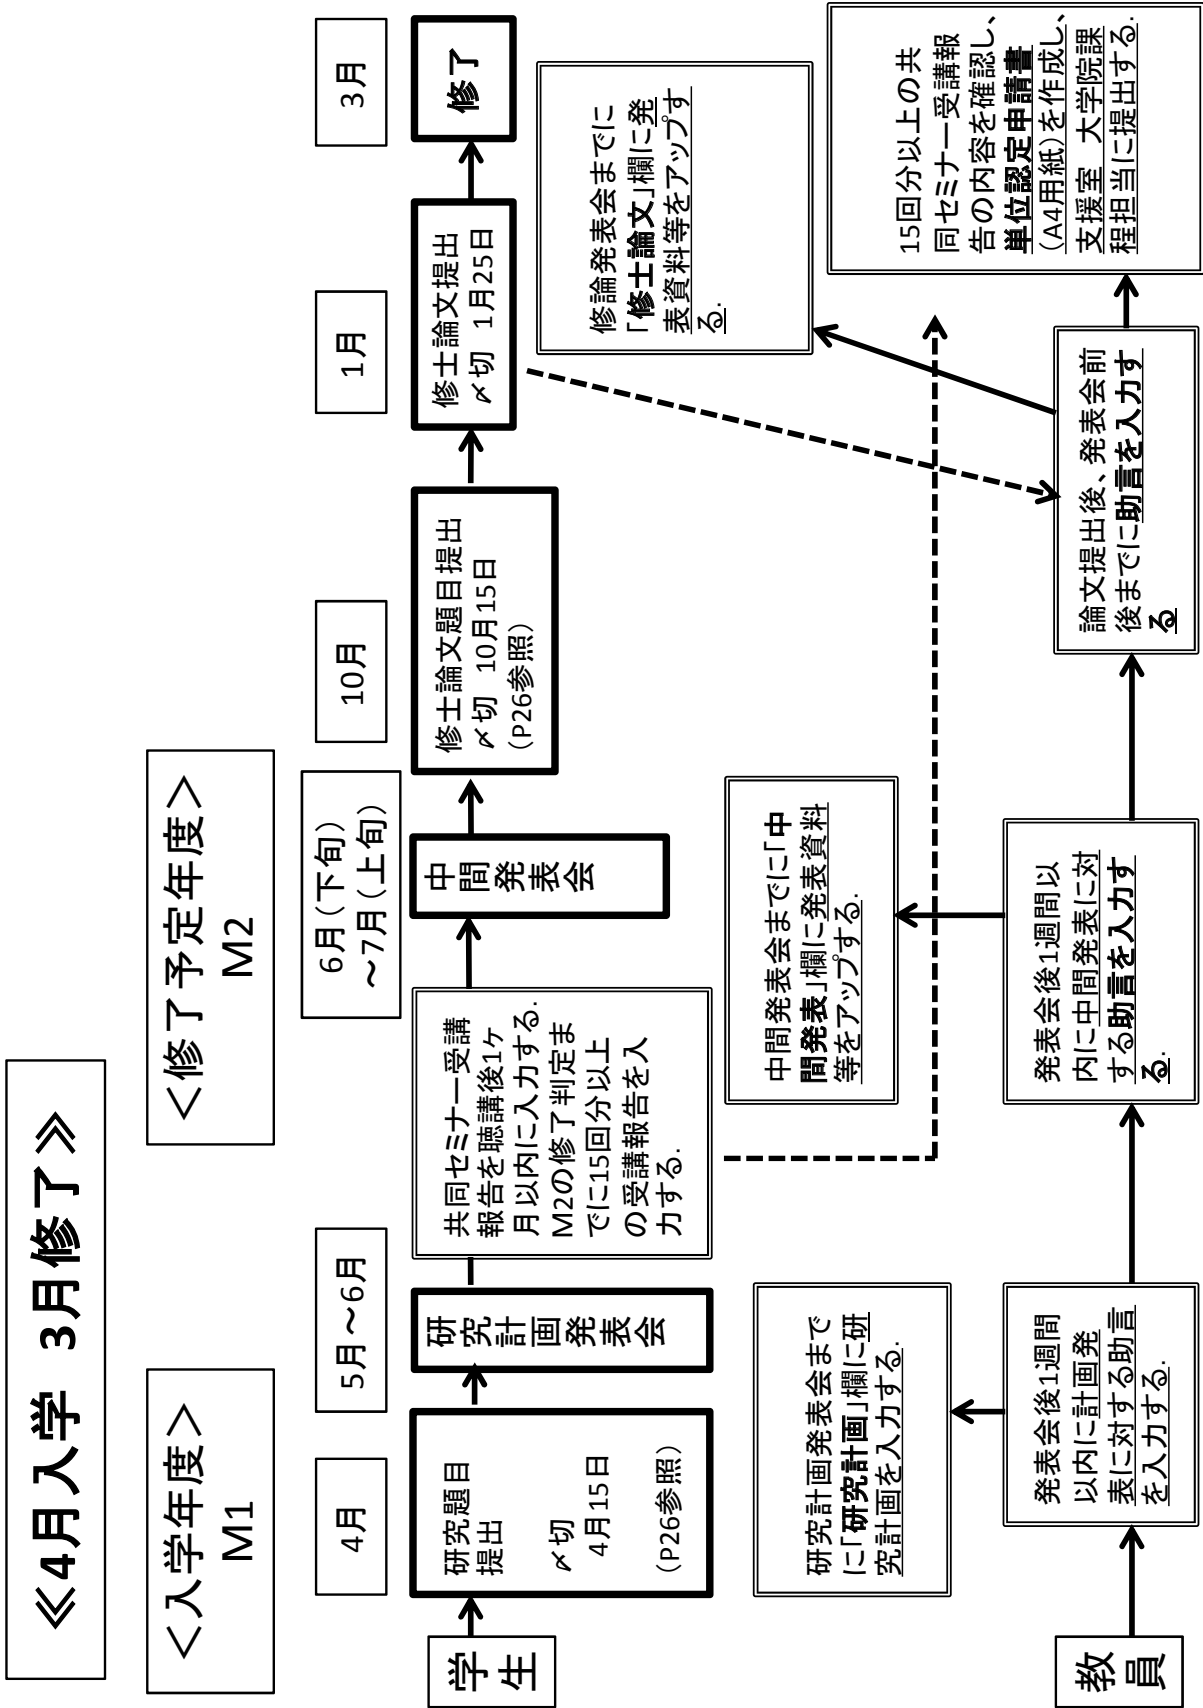 ≪4月入学 3月修了≫
＜入学年度＞
M1
＜修了予定年度＞
M2
4月
5月～6月
6月（下旬）
～7月（上旬）
10月
1月
3月
学生
研究題目
提出
〆切
4月15日
（P26参照）
研究計画発表会
共同セミナー受講
報告を聴講後1ヶ
月以内に入力する.
M2の修了判定ま
でに15回分以上
の受講報告を入
力する.
中間発表会
修士論文題目提出
〆切 10月15日
（P26参照）
修士論文提出
〆切 1月25日
修了
研究計画発表会まで
に「研究計画」欄に研
究計画を入力する.
中間発表会までに「中
間発表」欄に発表資料
等をアップする.
修論発表会までに
「修士論文」欄に発
表資料等をアップす
る.
教員
発表会後1週間
以内に計画発
表に対する助言
を入力する.
発表会後1週間以
内に中間発表に対
する助言を入力す
る.
論文提出後、発表会前
後までに助言を入力す
る
15回分以上の共
同セミナー受講報
告の内容を確認し、
単位認定申請書
（A4用紙）を作成し、
支援室 大学院課
程担当に提出する.